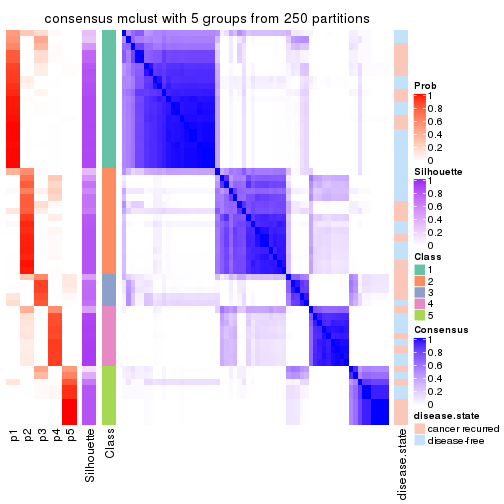 consensus mclust with 5 groups from 250 partitions
Prob
1
0.8
0.6
0.4
0.2
0
Silhouette
1
0.8
0.6
0.4
0.2
0
Class
1
2
3
4
5
Consensus
1
0.8
0.6
0.4
0.2
0
disease.state
cancer recurred
disease-free
p1
p2
p3
p4
p5
Silhouette
Class
disease.state